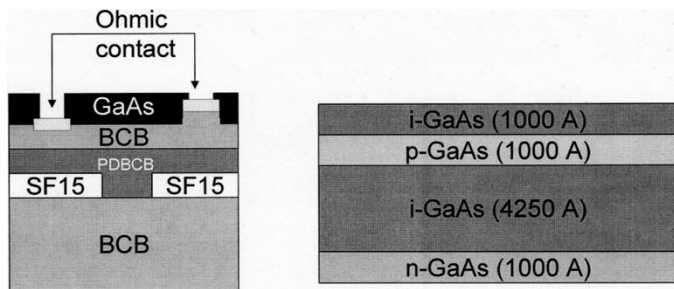 Ohmic
contact
GaAs
BCB
PDBCB
SF15
SF15
BCB
i-GaAs (1000 A)
p-GaAs (1000 A)
i-GaAs (4250 A)
n-GaAs (1000 A)